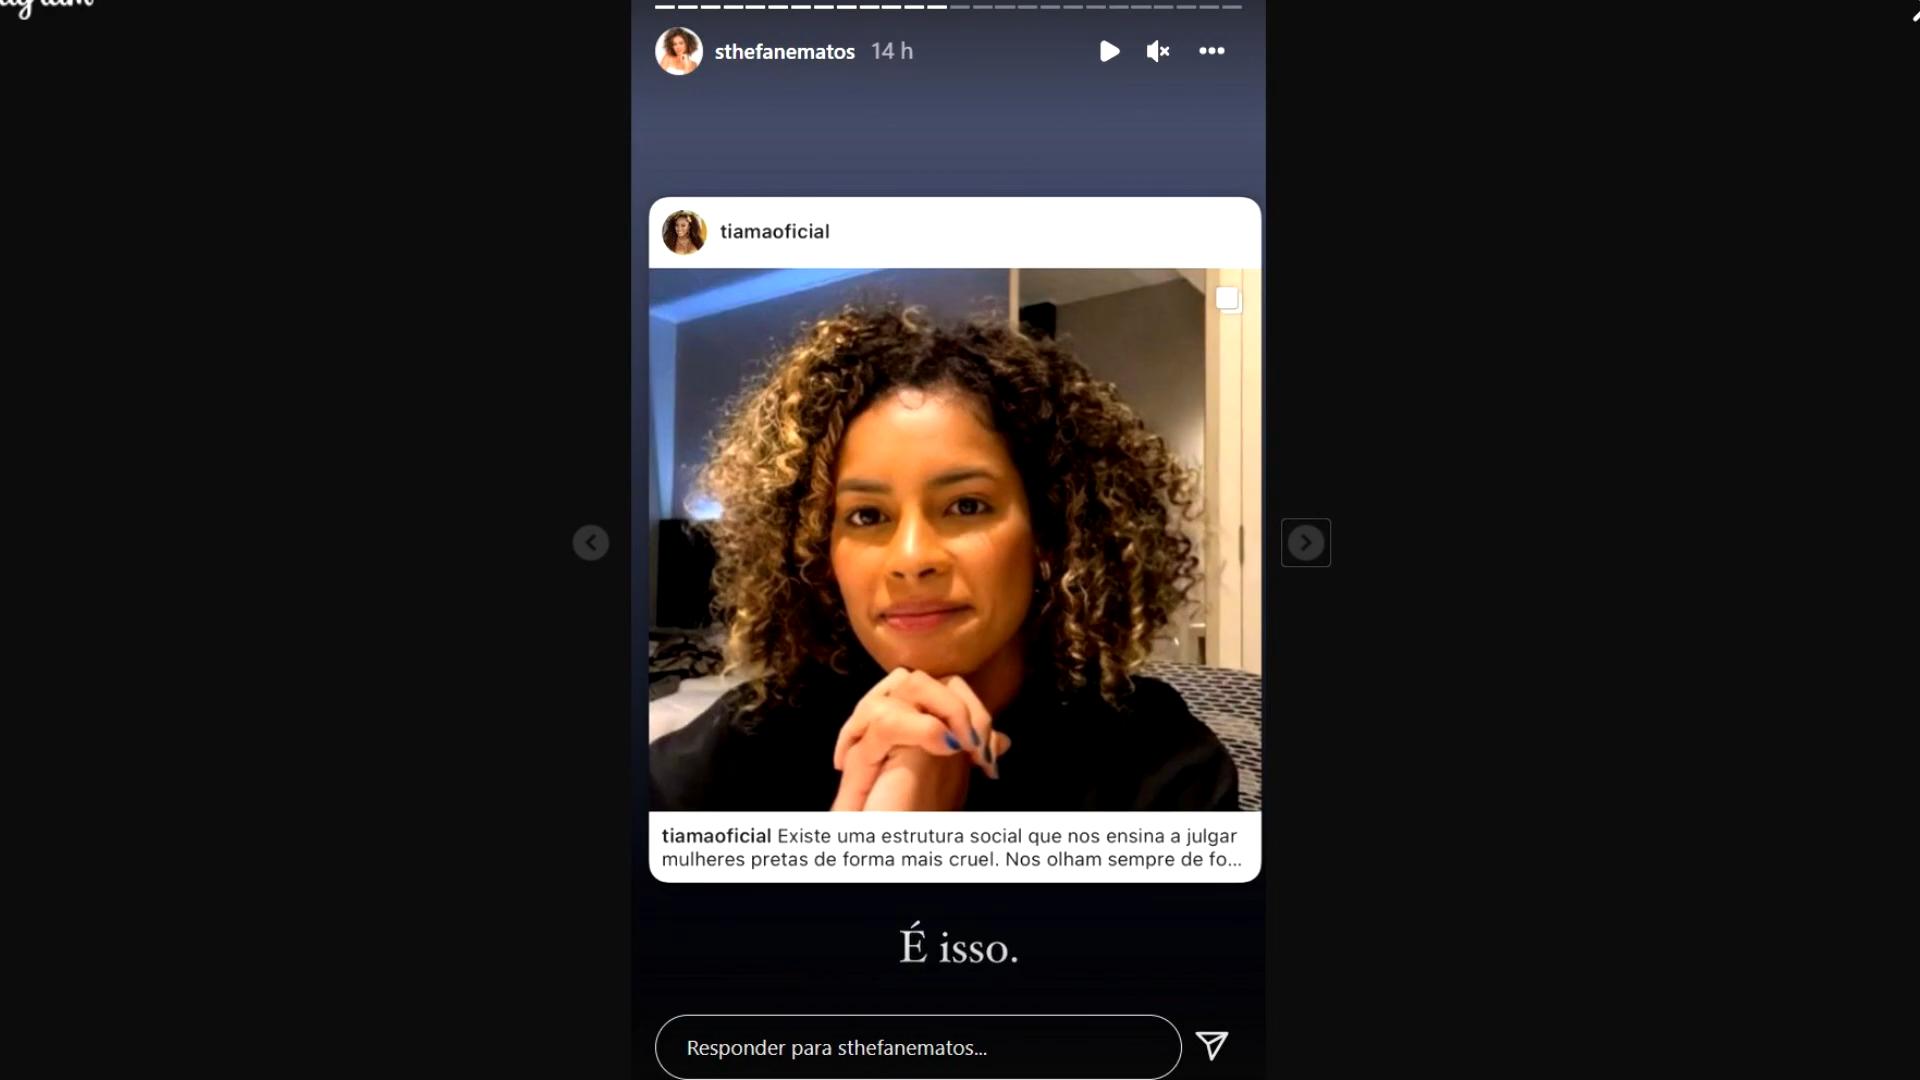 sthefanematos 14 h
tiamaoficial
tiamaoficial Existe uma estrutura social que nos ensina a julgar
mulheres pretas de forma mais cruel. Nos olham sempre de fo...
É isso.
Responder para sthefanematos...